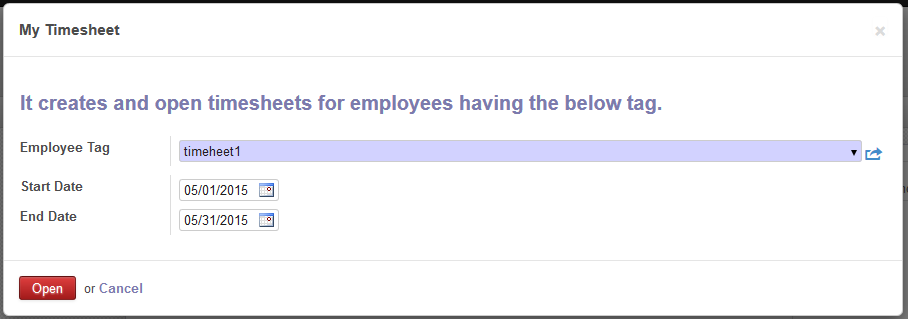 My Timesheet
×
It creates and open timesheets for employees having the below tag.
Employee Tag timeheet1
Start Date 05/01/2015
End Date 05/31/2015
Open or Cancel